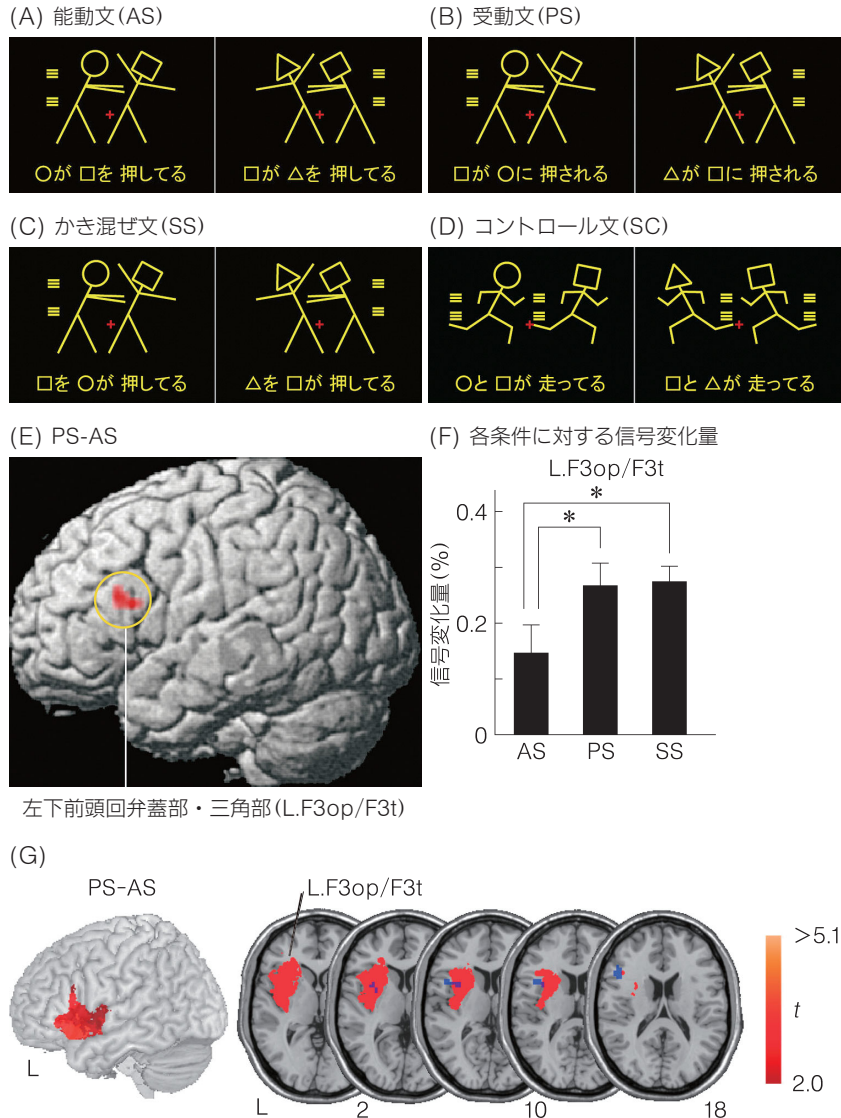 (A) 能動文(AS)
○が □を 押してる
□が △を 押してる
(B) 受動文(PS)
□が ○に 押される
△が □に 押される
(C) かき混ぜ文(SS)
□を ○が 押してる
△を □が 押してる
(D) コントロール文(SC)
○と □が 走ってる
□と △が 走ってる
(E) PS-AS
左下前頭回弁蓋部・三角部(L.F3op/F3t)
(F) 各条件に対する信号変化量
L.F3op/F3t
信号変化量(%)
0.4
0.2
0
*
*
AS PS SS
(G)
PS-AS
L
L.F3op/F3t
L 2 10 18
>5.1
t
2.0